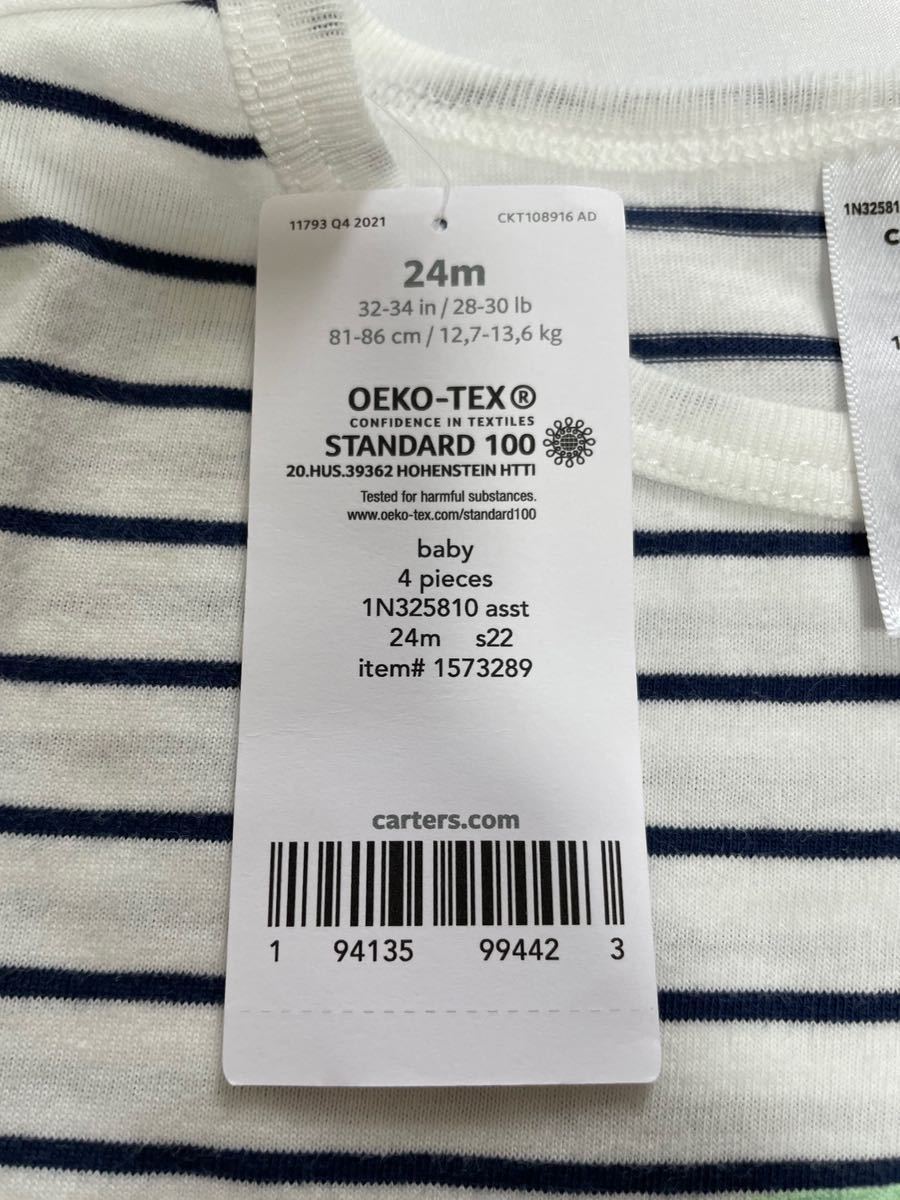 11793 Q4 2021
CKT108916 AD
24m
32-34 in / 28-30 lb
81-86 cm / 12,7-13,6 kg
OEKO-TEX®
CONFIDENCE IN TEXTILES
STANDARD 100
20.HUS.39362 HOHENSTEIN HTTI
Tested for harmful substances.
www.oeko-tex.com/standard100
baby
4 pieces
1N325810 asst
24m s22
item# 1573289
carters.com
1 94135 99442 3
1N32581